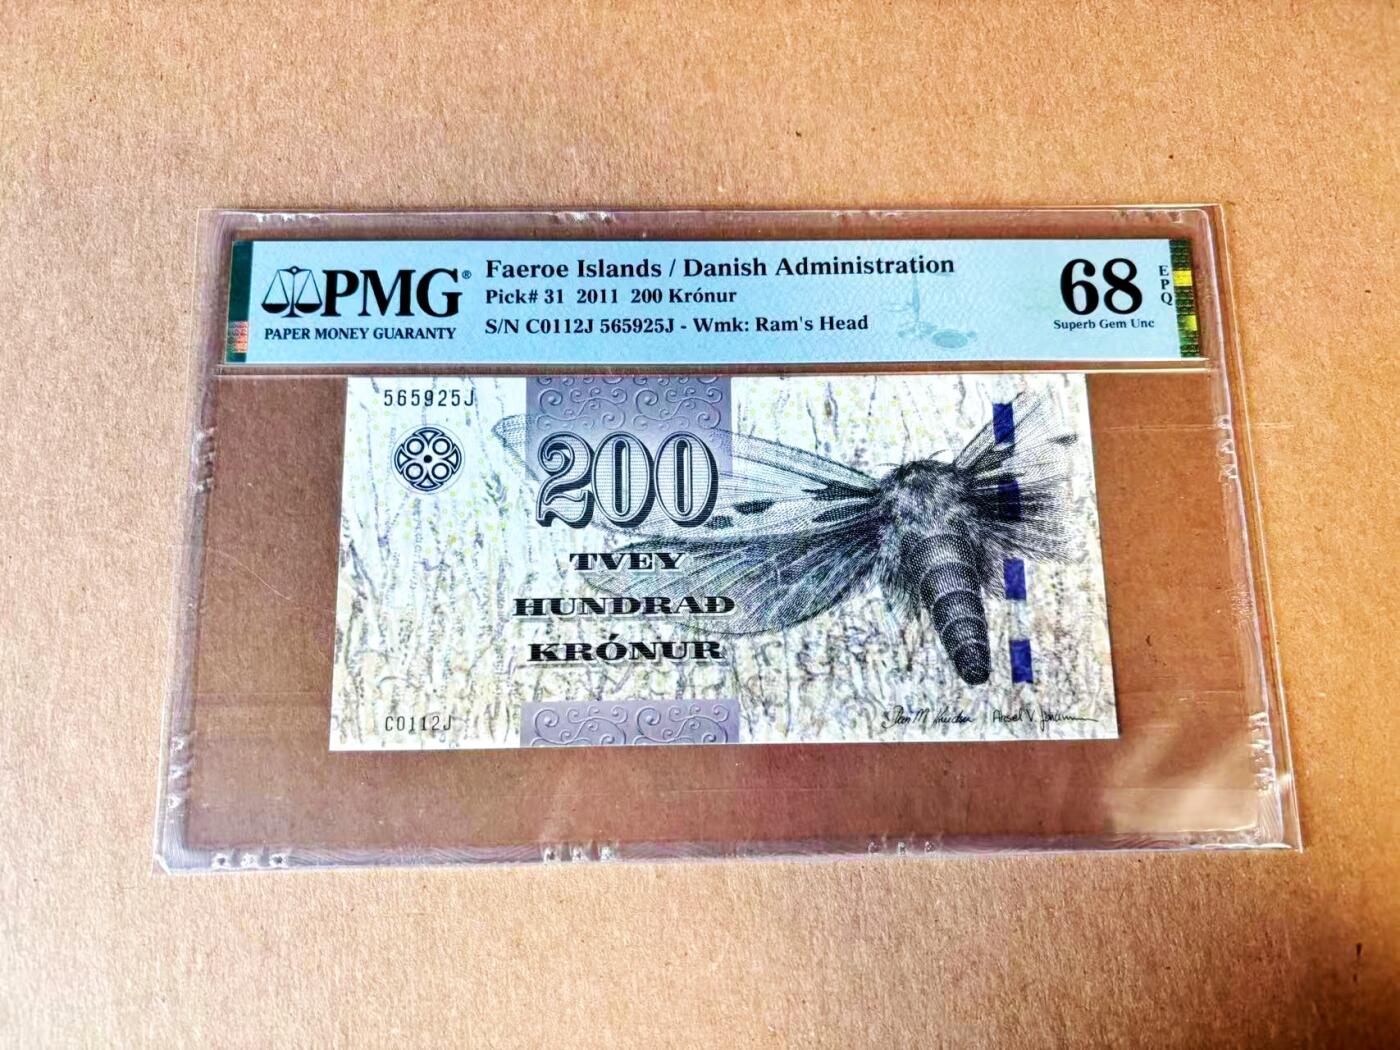 PMG®
PAPER MONEY GUARANTY
Faeroe Islands / Danish Administration
Pick# 31 2011 200 Krónur
S/N C0112J 565925J - Wmk: Ram's Head
68
EPQ
Superb Gem Unc
565925J
200
TVEY
HUNDRAÐ
KRÓNUR
C0112J